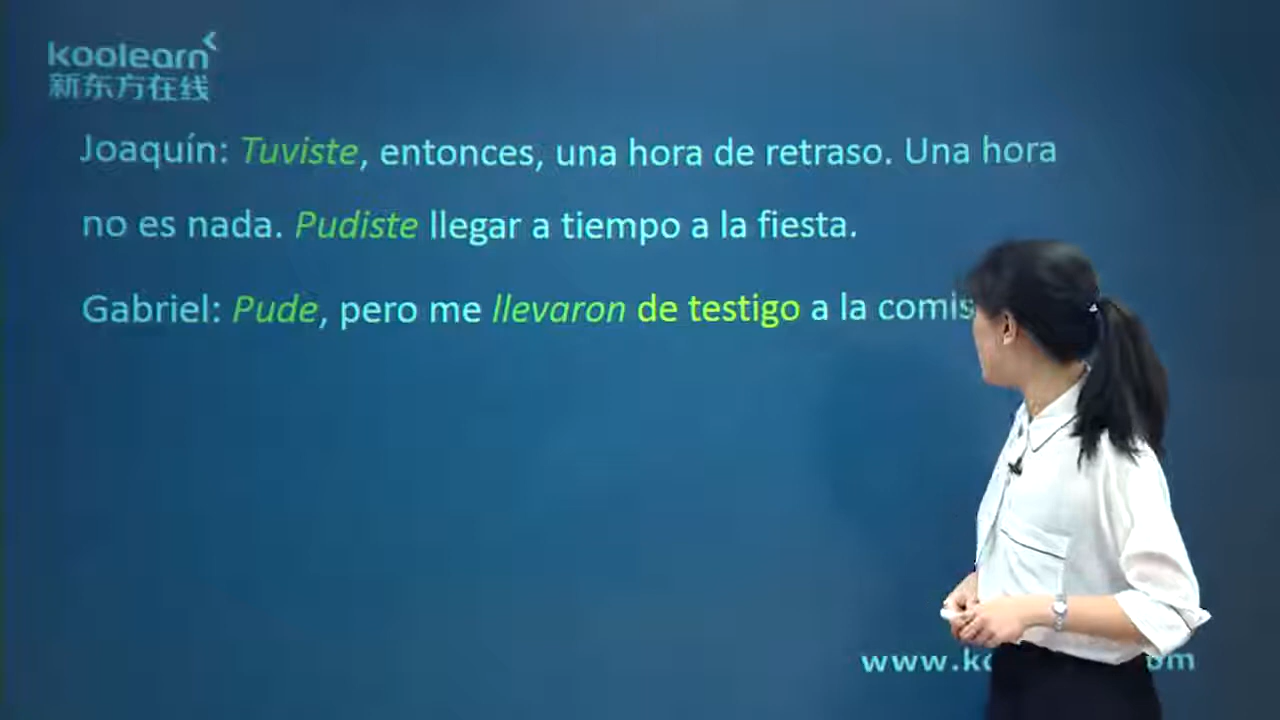 koolearn
新东方在线
Joaquín: Tuviste, entonces, una hora de retraso. Una hora
no es nada. Pudiste llegar a tiempo a la fiesta.
Gabriel: Pude, pero me llevaron de testigo a la